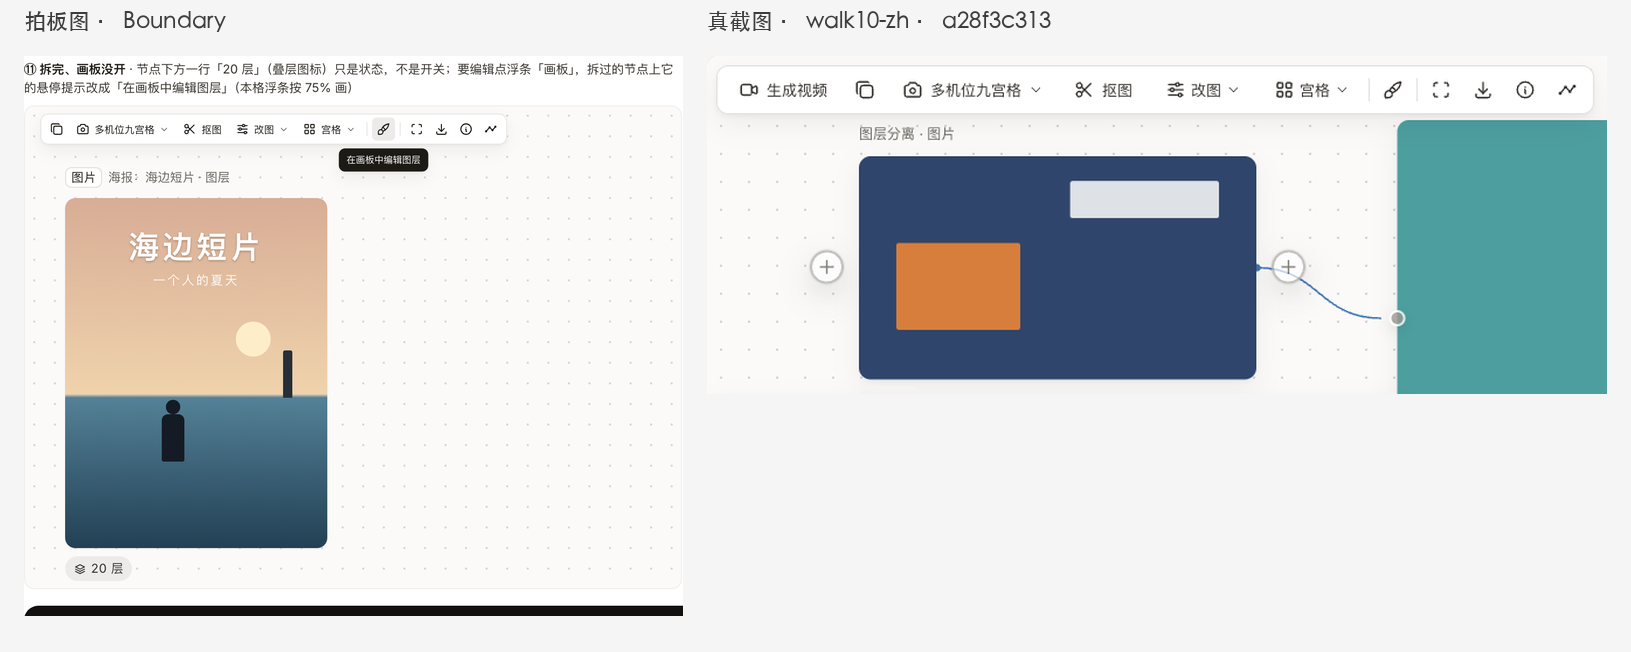 拍板图 · Boundary
⑪ 拆完、画板没开 · 节点下方一行「20 层」（叠层图标）只是状态，不是开关；要编辑点浮条「画板」，拆过的节点上它
的悬停提示改成「在画板中编辑图层」（本格浮条按 75% 画）
多机位九宫格 抠图 改图 宫格
在画板中编辑图层
图片 海报：海边短片 · 图层
海边短片
一个人的夏天
20 层
真截图 · walk10-zh · a28f3c313
生成视频 多机位九宫格 抠图 改图 宫格
图层分离 · 图片